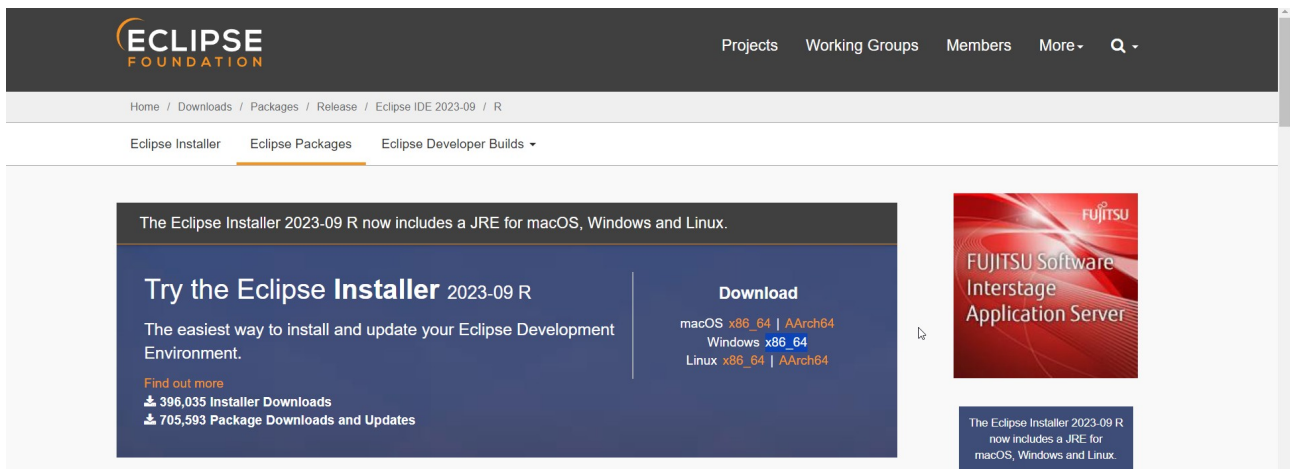 ECLIPSE
FOUNDATION
Projects Working Groups Members More
Home / Downloads / Packages / Release / Eclipse IDE 2023-09 / R
Eclipse Installer Eclipse Packages Eclipse Developer Builds
The Eclipse Installer 2023-09 R now includes a JRE for macOS, Windows and Linux.
Try the Eclipse Installer 2023-09 R
The easiest way to install and update your Eclipse Development
Environment.
Find out more
396,035 Installer Downloads
705,593 Package Downloads and Updates
Download
macOS x86_64 | AArch64
Windows x86_64
Linux x86_64 | AArch64
FUJITSU
FUJITSU Software
Interstage
Application Server
The Eclipse Installer 2023-09 R
now includes a JRE for
macOS, Windows and Linux.